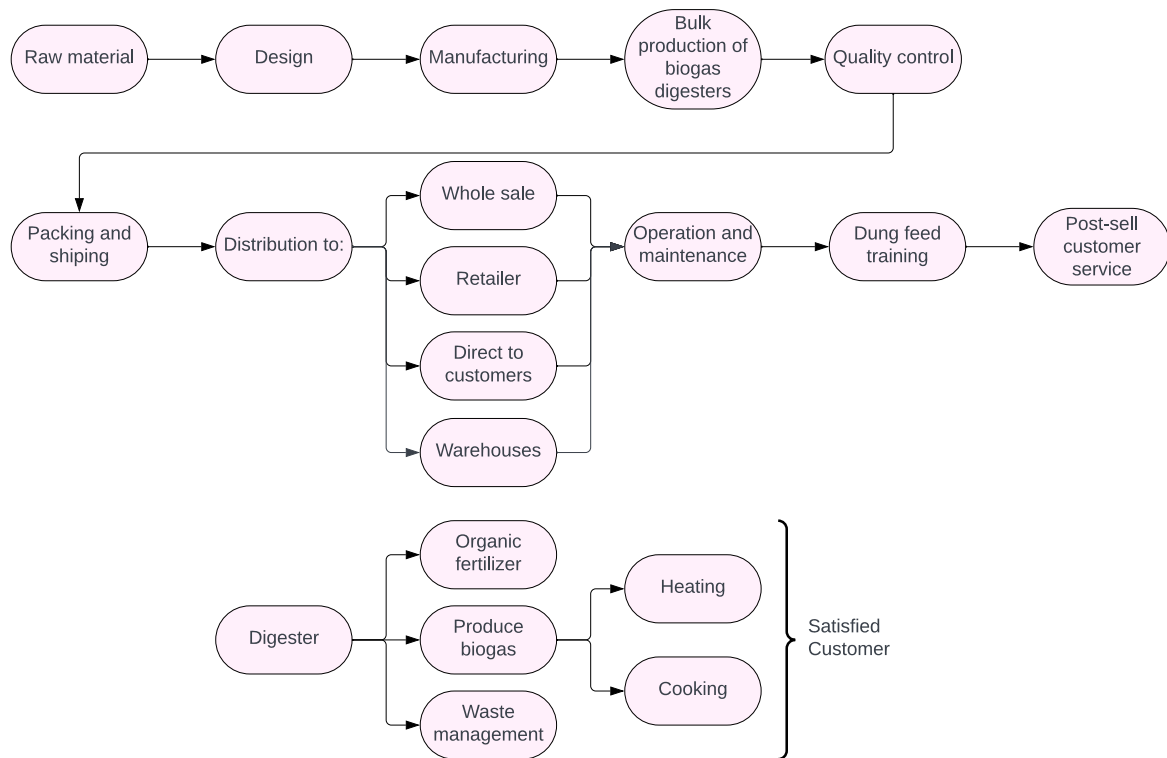 Raw material
Design
Manufacturing
Bulk
production of
biogas
digesters
Quality control
Packing and
shiping
Distribution to:
Whole sale
Retailer
Direct to
customers
Warehouses
Operation and
maintenance
Dung feed
training
Post-sell
customer
service
Digester
Organic
fertilizer
Produce
biogas
Waste
management
Heating
Cooking
Satisfied
Customer